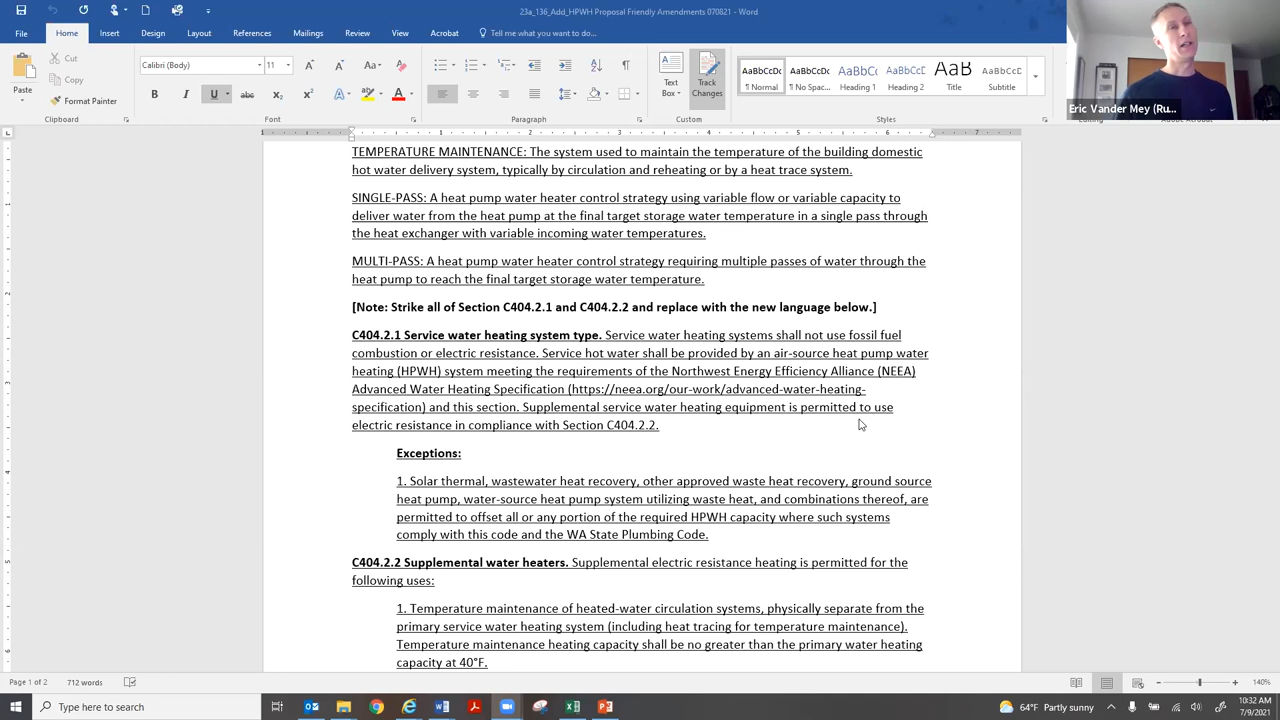 23a_136_Add_HPWH Proposal Friendly Amendments 070821 - Word
File Home Insert Design Layout References Mailings Review View Acrobat Tell me what you want to do...
Paste
Cut
Copy
Format Painter
Clipboard
Calibri (Body) 11
Font
Paragraph
Text Box
Track Changes
Custom
AaBbCcDc AaBbCcDc AaBbCc AaBbCcD AaB AaBbCcD
¶ Normal ¶ No Spac... Heading 1 Heading 2 Title Subtitle
Styles
Editing
Eric Vander Mey (Ru...
TEMPERATURE MAINTENANCE: The system used to maintain the temperature of the building domestic
hot water delivery system, typically by circulation and reheating or by a heat trace system.
SINGLE-PASS: A heat pump water heater control strategy using variable flow or variable capacity to
deliver water from the heat pump at the final target storage water temperature in a single pass through
the heat exchanger with variable incoming water temperatures.
MULTI-PASS: A heat pump water heater control strategy requiring multiple passes of water through the
heat pump to reach the final target storage water temperature.
[Note: Strike all of Section C404.2.1 and C404.2.2 and replace with the new language below.]
C404.2.1 Service water heating system type. Service water heating systems shall not use fossil fuel
combustion or electric resistance. Service hot water shall be provided by an air-source heat pump water
heating (HPWH) system meeting the requirements of the Northwest Energy Efficiency Alliance (NEEA)
Advanced Water Heating Specification (https://neea.org/our-work/advanced-water-heating-
specification) and this section. Supplemental service water heating equipment is permitted to use
electric resistance in compliance with Section C404.2.2.
Exceptions:
1. Solar thermal, wastewater heat recovery, other approved waste heat recovery, ground source
heat pump, water-source heat pump system utilizing waste heat, and combinations thereof, are
permitted to offset all or any portion of the required HPWH capacity where such systems
comply with this code and the WA State Plumbing Code.
C404.2.2 Supplemental water heaters. Supplemental electric resistance heating is permitted for the
following uses:
1. Temperature maintenance of heated-water circulation systems, physically separate from the
primary service water heating system (including heat tracing for temperature maintenance).
Temperature maintenance heating capacity shall be no greater than the primary water heating
capacity at 40°F.
Page 1 of 2 712 words 140%
Type here to search 64°F Partly sunny 10:32 AM
7/9/2021